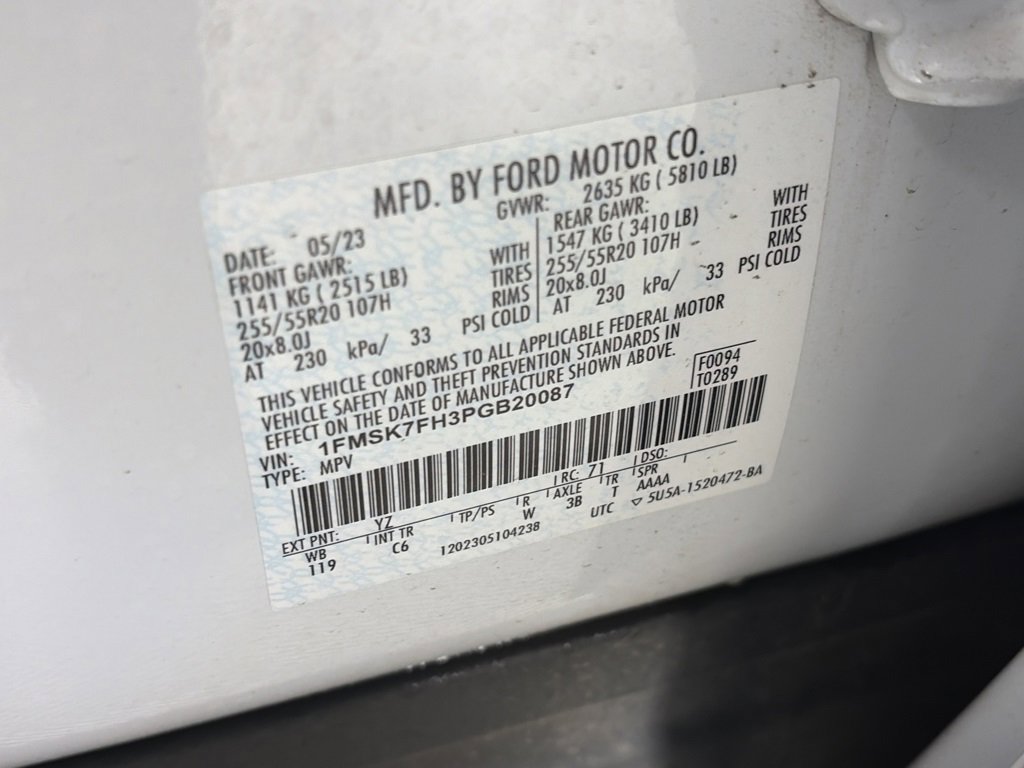 MFD. BY FORD MOTOR CO.
DATE: 05/23 GVWR: 2635 KG ( 5810 LB)
FRONT GAWR: REAR GAWR:
1141 KG ( 2515 LB) WITH 1547 KG ( 3410 LB) WITH
255/55R20 107H TIRES 255/55R20 107H TIRES
20x8.0J RIMS 20x8.0J RIMS
AT 230 kPa/ 33 PSI COLD AT 230 kPa/ 33 PSI COLD
THIS VEHICLE CONFORMS TO ALL APPLICABLE FEDERAL MOTOR
VEHICLE SAFETY AND THEFT PREVENTION STANDARDS IN
EFFECT ON THE DATE OF MANUFACTURE SHOWN ABOVE.
VIN: 1FMSK7FH3PGB20087 F0094
TYPE: MPV T0289
EXT PNT: YZ RC: 71 DSO:
WB INT TR TP/PS R AXLE TR SPR
119 C6 W 3B T AAAA
1202305104238 UTC ▽ 5U5A-1520472-BA